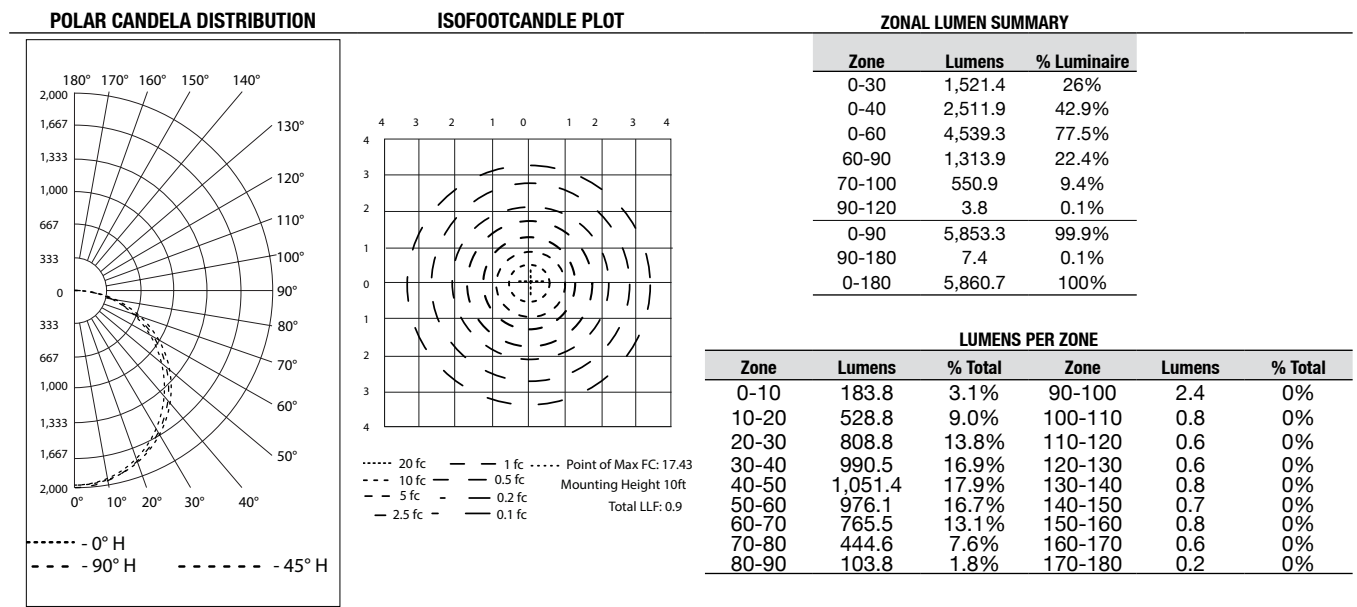 POLAR CANDELA DISTRIBUTION
180° 170° 160° 150° 140°
2,000
1,667
1,333
1,000
667
333
0
333
667
1,000
1,333
1,667
2,000
130°
120°
110°
100°
90°
80°
70°
60°
50°
0° 10° 20° 30° 40°
- 0° H
- 90° H - 45° H
ISOFOOTCANDLE PLOT
4 3 2 1 0 1 2 3 4
4
3
2
1
0
1
2
3
4
20 fc 1 fc Point of Max FC: 17.43
10 fc 0.5 fc Mounting Height 10ft
5 fc 0.2 fc Total LLF: 0.9
2.5 fc 0.1 fc
ZONAL LUMEN SUMMARY
Zone Lumens % Luminaire
0-30 1,521.4 26%
0-40 2,511.9 42.9%
0-60 4,539.3 77.5%
60-90 1,313.9 22.4%
70-100 550.9 9.4%
90-120 3.8 0.1%
0-90 5,853.3 99.9%
90-180 7.4 0.1%
0-180 5,860.7 100%
LUMENS PER ZONE
Zone Lumens % Total Zone Lumens % Total
0-10 183.8 3.1% 90-100 2.4 0%
10-20 528.8 9.0% 100-110 0.8 0%
20-30 808.8 13.8% 110-120 0.6 0%
30-40 990.5 16.9% 120-130 0.6 0%
40-50 1,051.4 17.9% 130-140 0.8 0%
50-60 976.1 16.7% 140-150 0.7 0%
60-70 765.5 13.1% 150-160 0.8 0%
70-80 444.6 7.6% 160-170 0.6 0%
80-90 103.8 1.8% 170-180 0.2 0%